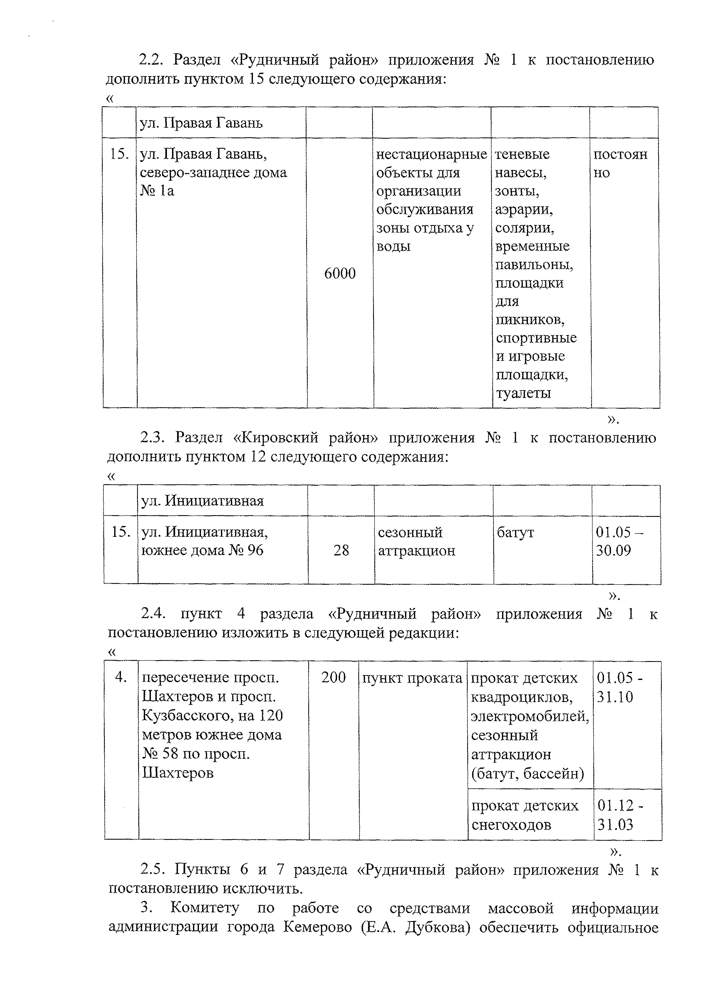 2.2. Раздел «Рудничный район» приложения № 1 к постановлению
дополнить пунктом 15 следующего содержания:
«
ул. Правая Гавань
15.
ул. Правая Гавань,
северо-западнее дома
№ 1а
6000
нестационарные
объекты для
организации
обслуживания
зоны отдыха у
воды
теневые
навесы,
зонты,
аэрарии,
солярии,
временные
павильоны,
площадки
для
пикников,
спортивные
и игровые
площадки,
туалеты
постоян
но
».
2.3. Раздел «Кировский район» приложения № 1 к постановлению
дополнить пунктом 12 следующего содержания:
«
ул. Инициативная
15.
ул. Инициативная,
южнее дома № 96
28
сезонный
аттракцион
батут
01.05 –
30.09
».
2.4. пункт 4 раздела «Рудничный район» приложения № 1 к
постановлению изложить в следующей редакции:
«
4.
пересечение просп.
Шахтеров и просп.
Кузбасского, на 120
метров южнее дома
№ 58 по просп.
Шахтеров
200
пункт проката
прокат детских
квадроциклов,
электромобилей,
сезонный
аттракцион
(батут, бассейн)
01.05 -
31.10
прокат детских
снегоходов
01.12 -
31.03
».
2.5. Пункты 6 и 7 раздела «Рудничный район» приложения № 1 к
постановлению исключить.
3. Комитету по работе со средствами массовой информации
администрации города Кемерово (Е.А. Дубкова) обеспечить официальное